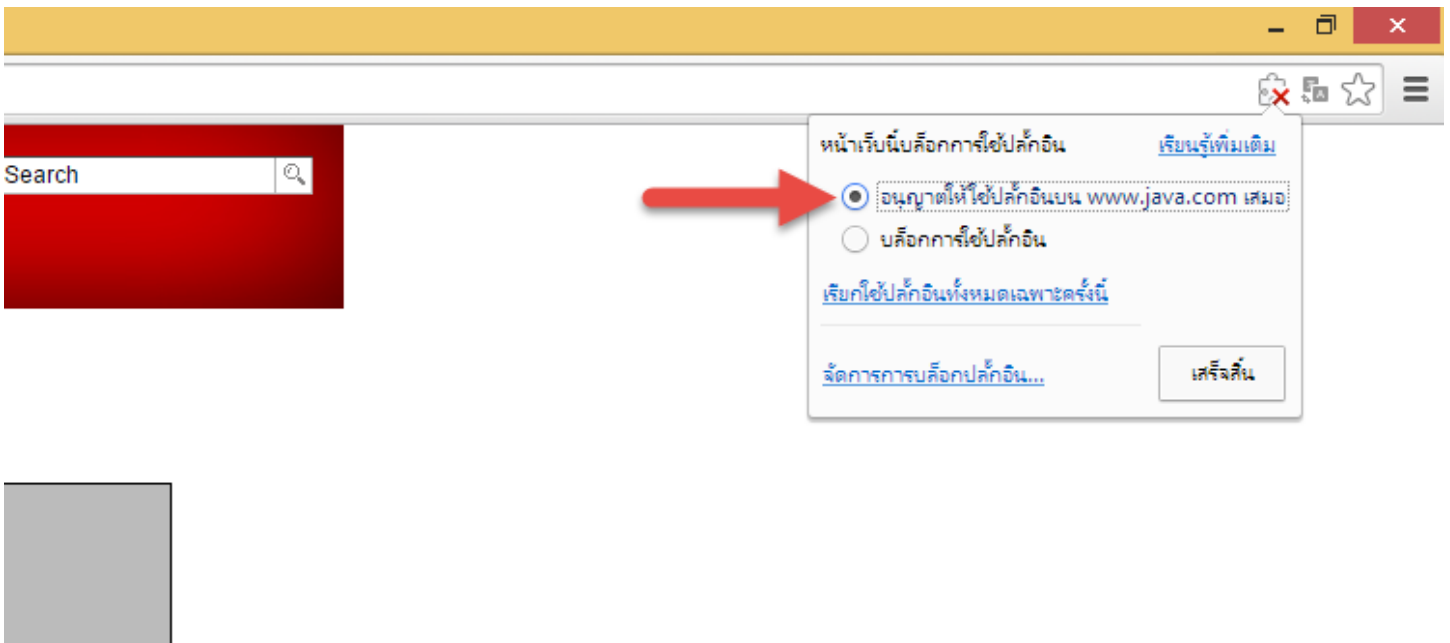 Search
หน้าเว็บนี้บล็อกการใช้ปลั๊กอิน เรียนรู้เพิ่มเติม
อนุญาตให้ใช้ปลั๊กอินบน www.java.com เสมอ
บล็อกการใช้ปลั๊กอิน
เรียกใช้ปลั๊กอินทั้งหมดเฉพาะครั้งนี้
จัดการการบล็อกปลั๊กอิน...
เสร็จสิ้น